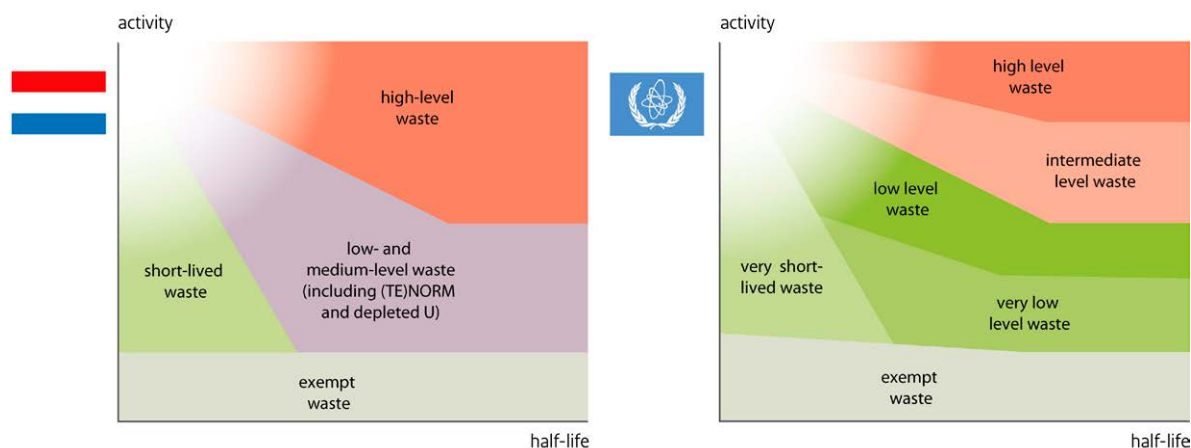 activity
high-level
waste
low- and
medium-level waste
(including (TE)NORM
and depleted U)
short-lived
waste
exempt
waste
half-life
activity
high level
waste
intermediate
level waste
low level
waste
very short-
lived waste
very low
level waste
exempt
waste
half-life